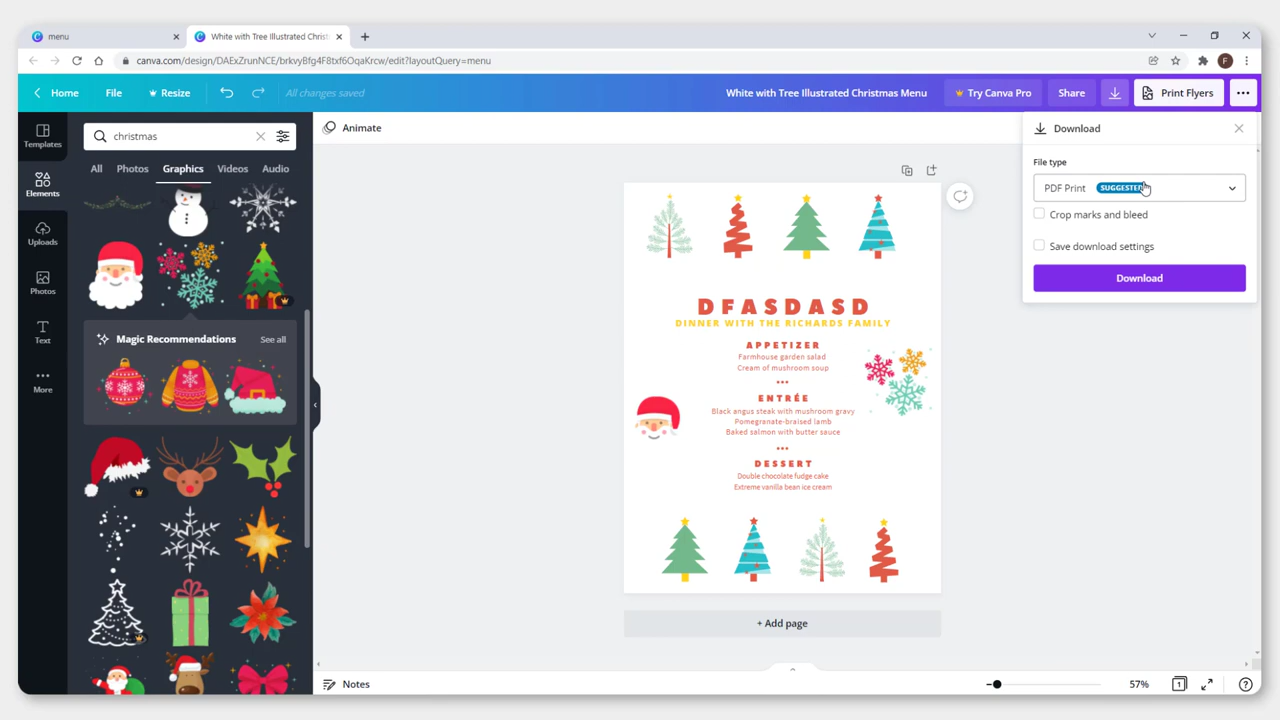 menu
White with Tree Illustrated Christ
canva.com/design/DAExZrunNCE/brkvyBfg4F8txf6OqaKrcw/edit?layoutQuery=menu
F
Home
File
Resize
All changes saved
White with Tree Illustrated Christmas Menu
Try Canva Pro
Share
Print Flyers
Templates
Elements
Uploads
Photos
Text
More
christmas
All
Photos
Graphics
Videos
Audio
Magic Recommendations
See all
Animate
DFASDASD
DINNER WITH THE RICHARDS FAMILY
APPETIZER
Farmhouse garden salad
Cream of mushroom soup
ENTRÉE
Black angus steak with mushroom gravy
Pomegranate-braised lamb
Baked salmon with butter sauce
DESSERT
Double chocolate fudge cake
Extreme vanilla bean ice cream
+ Add page
Download
File type
PDF Print SUGGESTED
Crop marks and bleed
Save download settings
Download
Notes
57%
1